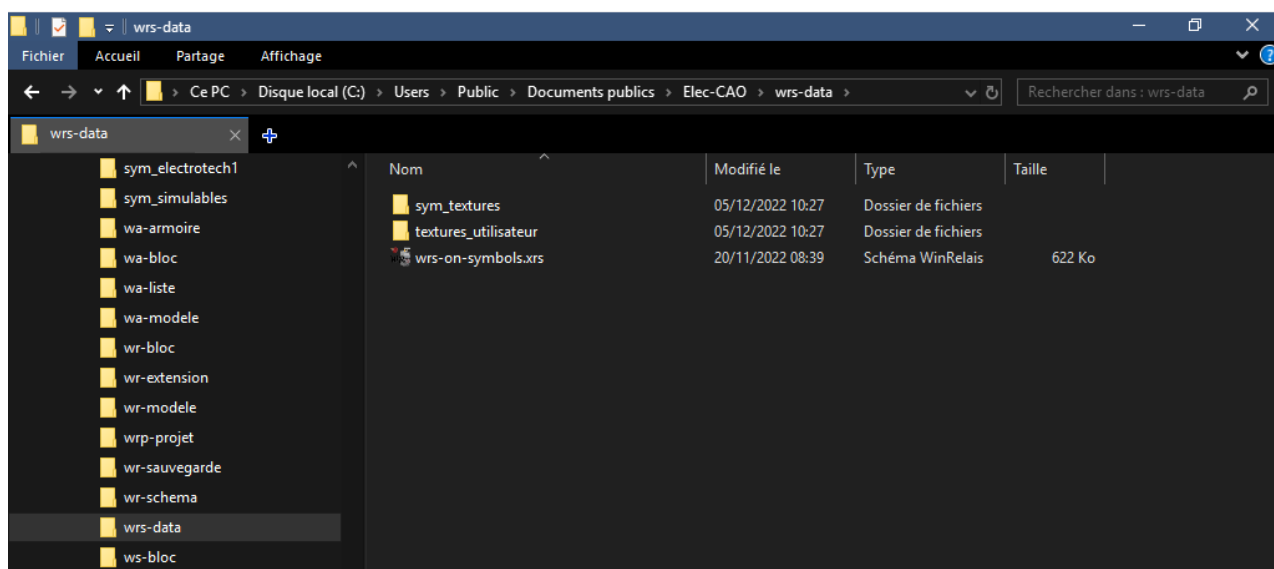 wrs-data
Fichier Accueil Partage Affichage
Ce PC > Disque local (C:) > Users > Public > Documents publics > Elec-CAO > wrs-data >
Rechercher dans : wrs-data
wrs-data
sym_electrotech1
sym_simulables
wa-armoire
wa-bloc
wa-liste
wa-modele
wr-bloc
wr-extension
wr-modele
wrp-projet
wr-sauvegarde
wr-schema
wrs-data
ws-bloc
Nom Modifié le Type Taille
sym_textures 05/12/2022 10:27 Dossier de fichiers
textures_utilisateur 05/12/2022 10:27 Dossier de fichiers
wrs-on-symbols.xrs 20/11/2022 08:39 Schéma WinRelais 622 Ko